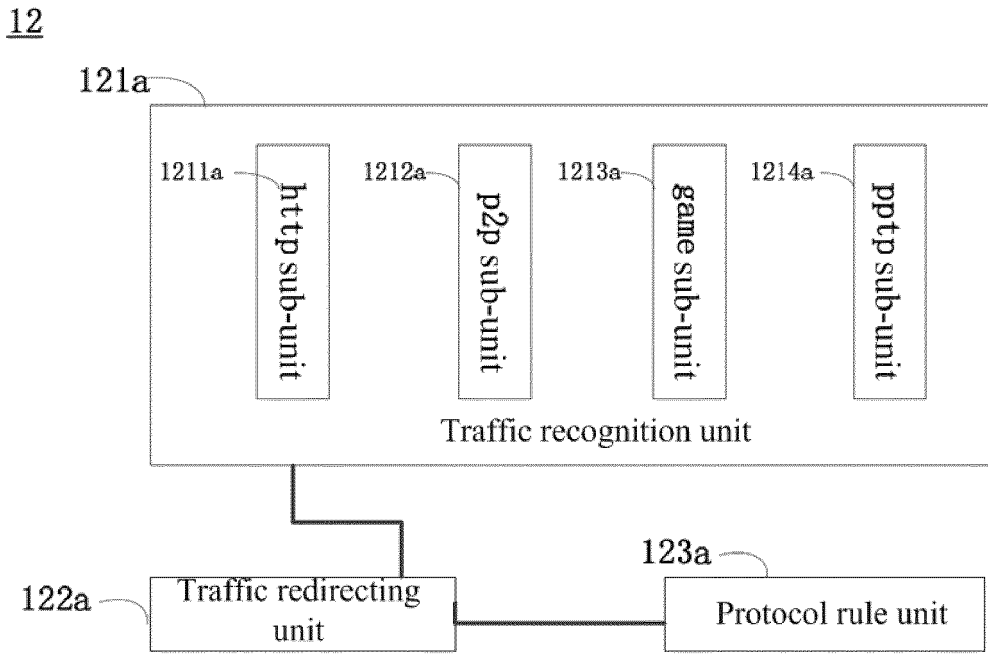 12
121a
1211a
http sub-unit
1212a
p2p sub-unit
1213a
game sub-unit
1214a
pptp sub-unit
Traffic recognition unit
122a
Traffic redirecting
unit
123a
Protocol rule unit